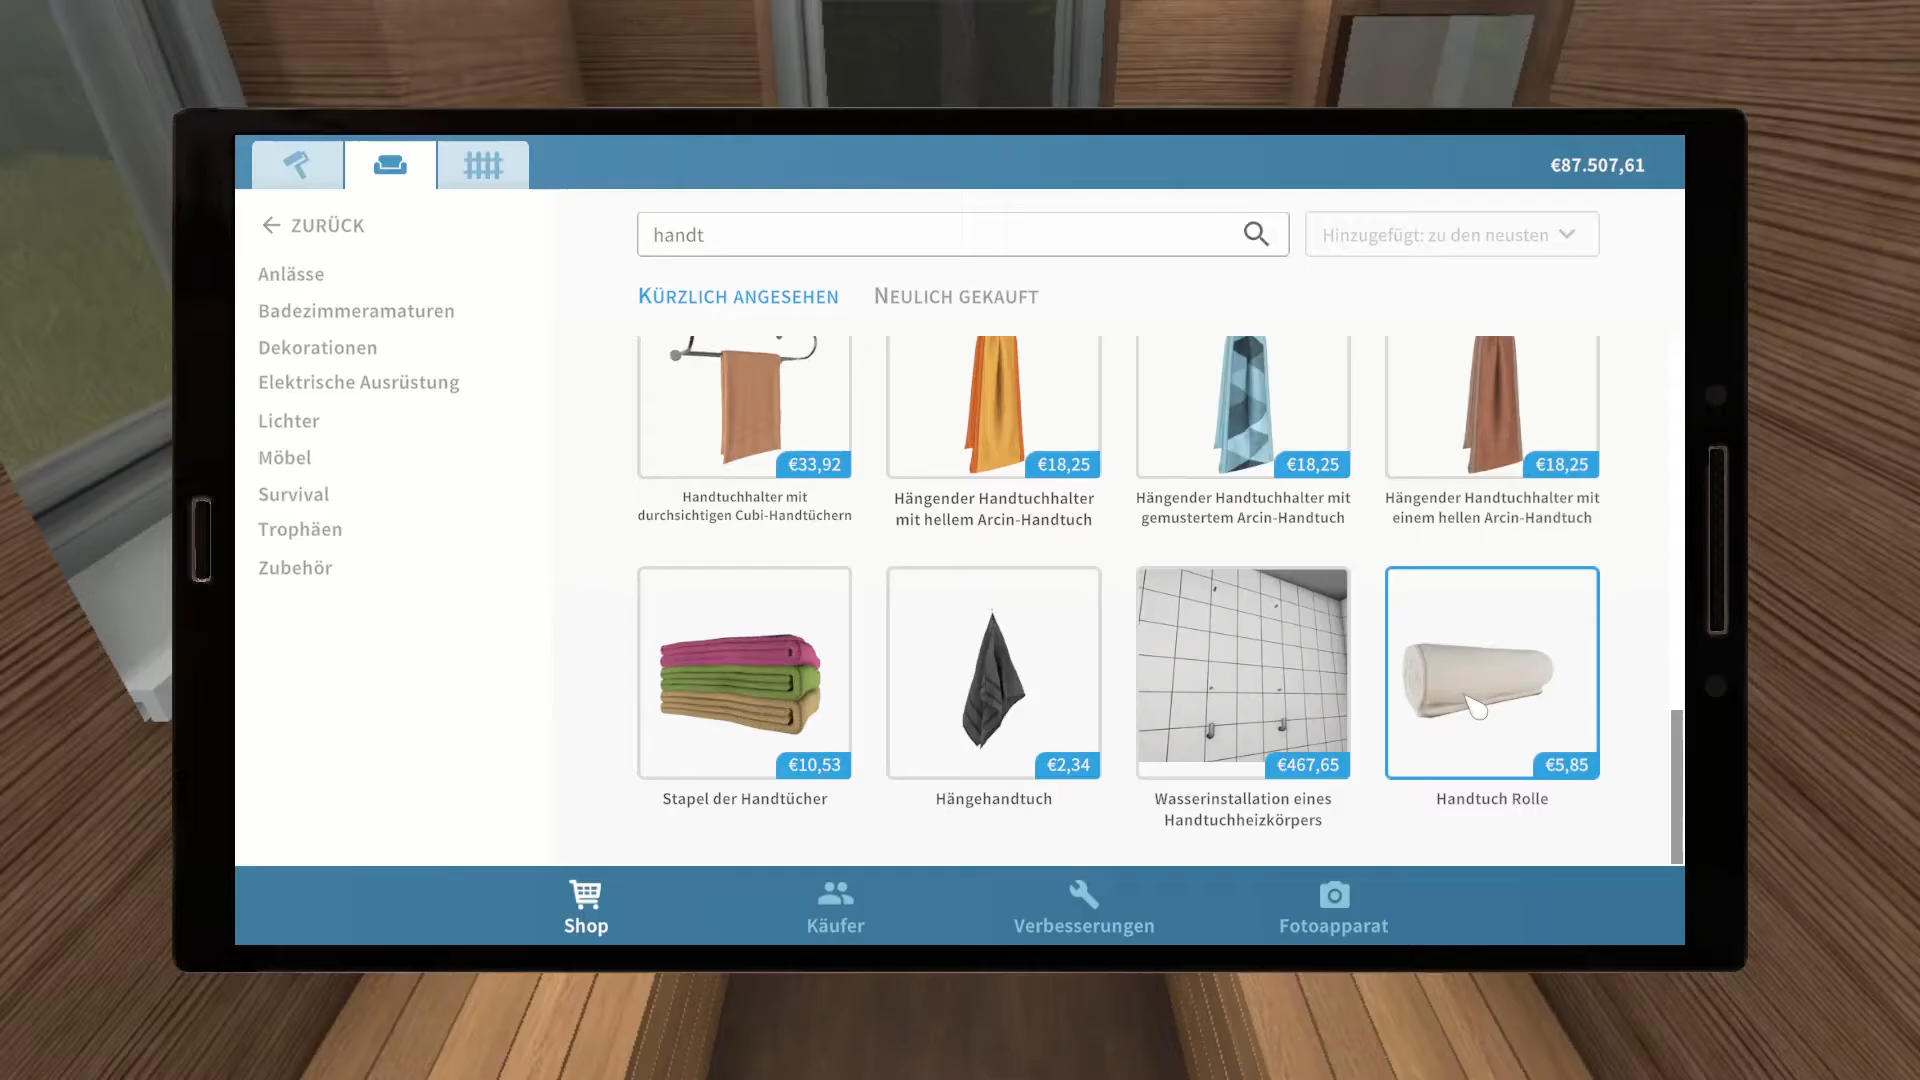 €87.507,61
ZURÜCK
handt
Hinzugefügt: zu den neusten
KÜRZLICH ANGESEHEN
NEULICH GEKAUFT
Anlässe
Badezimmeramaturen
Dekorationen
Elektrische Ausrüstung
Lichter
Möbel
Survival
Trophäen
Zubehör
€33,92
€18,25
€18,25
€18,25
Handtuchhalter mit
durchsichtigen Cubi-Handtüchern
Hängender Handtuchhalter
mit hellem Arcin-Handtuch
Hängender Handtuchhalter mit
gemustertem Arcin-Handtuch
Hängender Handtuchhalter mit
einem hellen Arcin-Handtuch
€10,53
€2,34
€467,65
€5,85
Stapel der Handtücher
Hängehandtuch
Wasserinstallation eines
Handtuchheizkörpers
Handtuch Rolle
Shop
Käufer
Verbesserungen
Fotoapparat